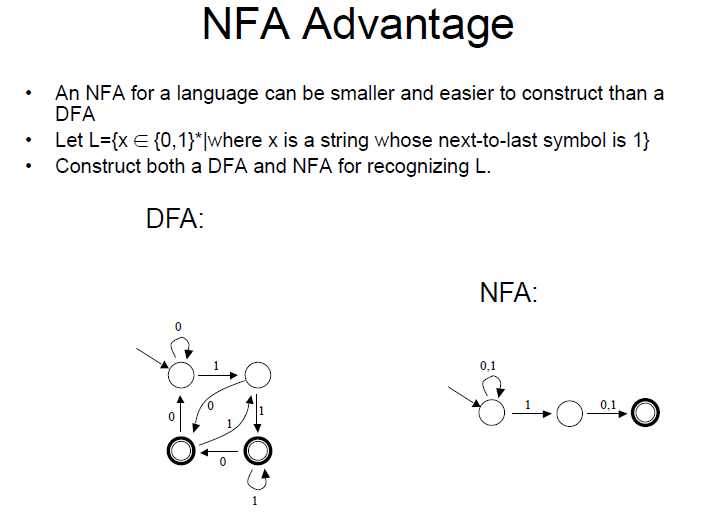 NFA Advantage
• An NFA for a language can be smaller and easier to construct than a
DFA
• Let L={x ∈ {0,1}*|where x is a string whose next-to-last symbol is 1}
• Construct both a DFA and NFA for recognizing L.
DFA:
NFA:
0
1
0
0
1
1
0
1
0,1
1
0,1